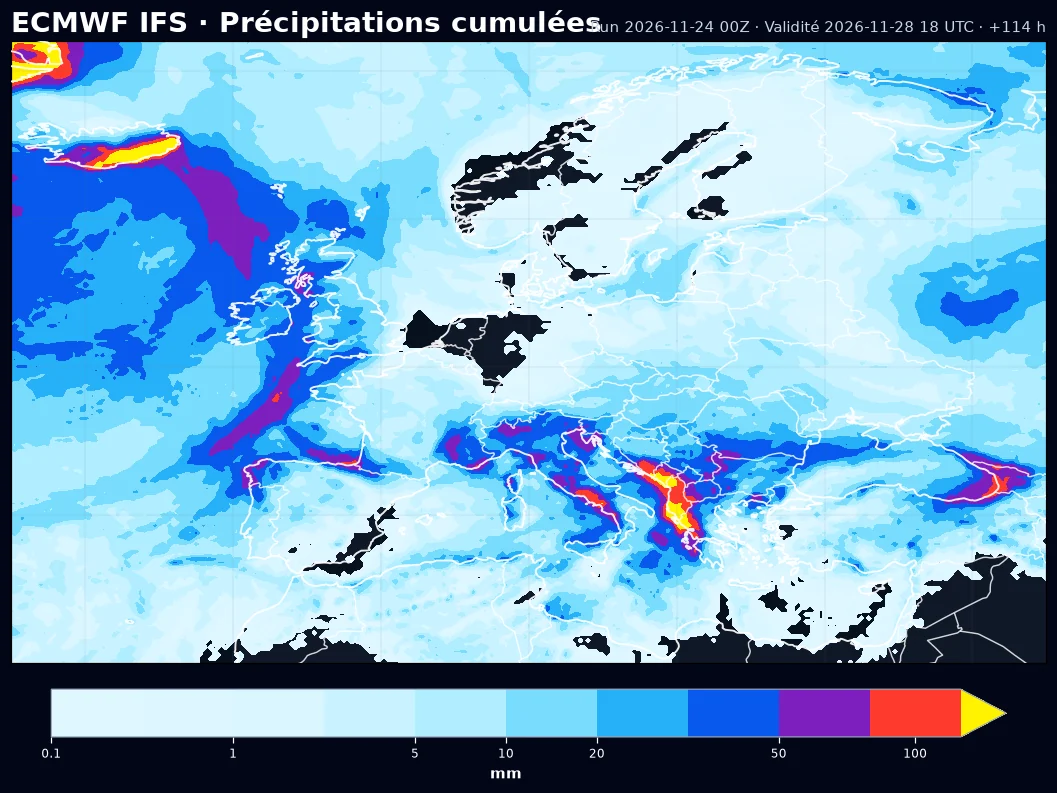 ECMWF IFS · Précipitations cumulées
Run 2026-11-24 00Z · Validité 2026-11-28 18 UTC · +114 h
0.1 1 5 10 20 50 100
mm